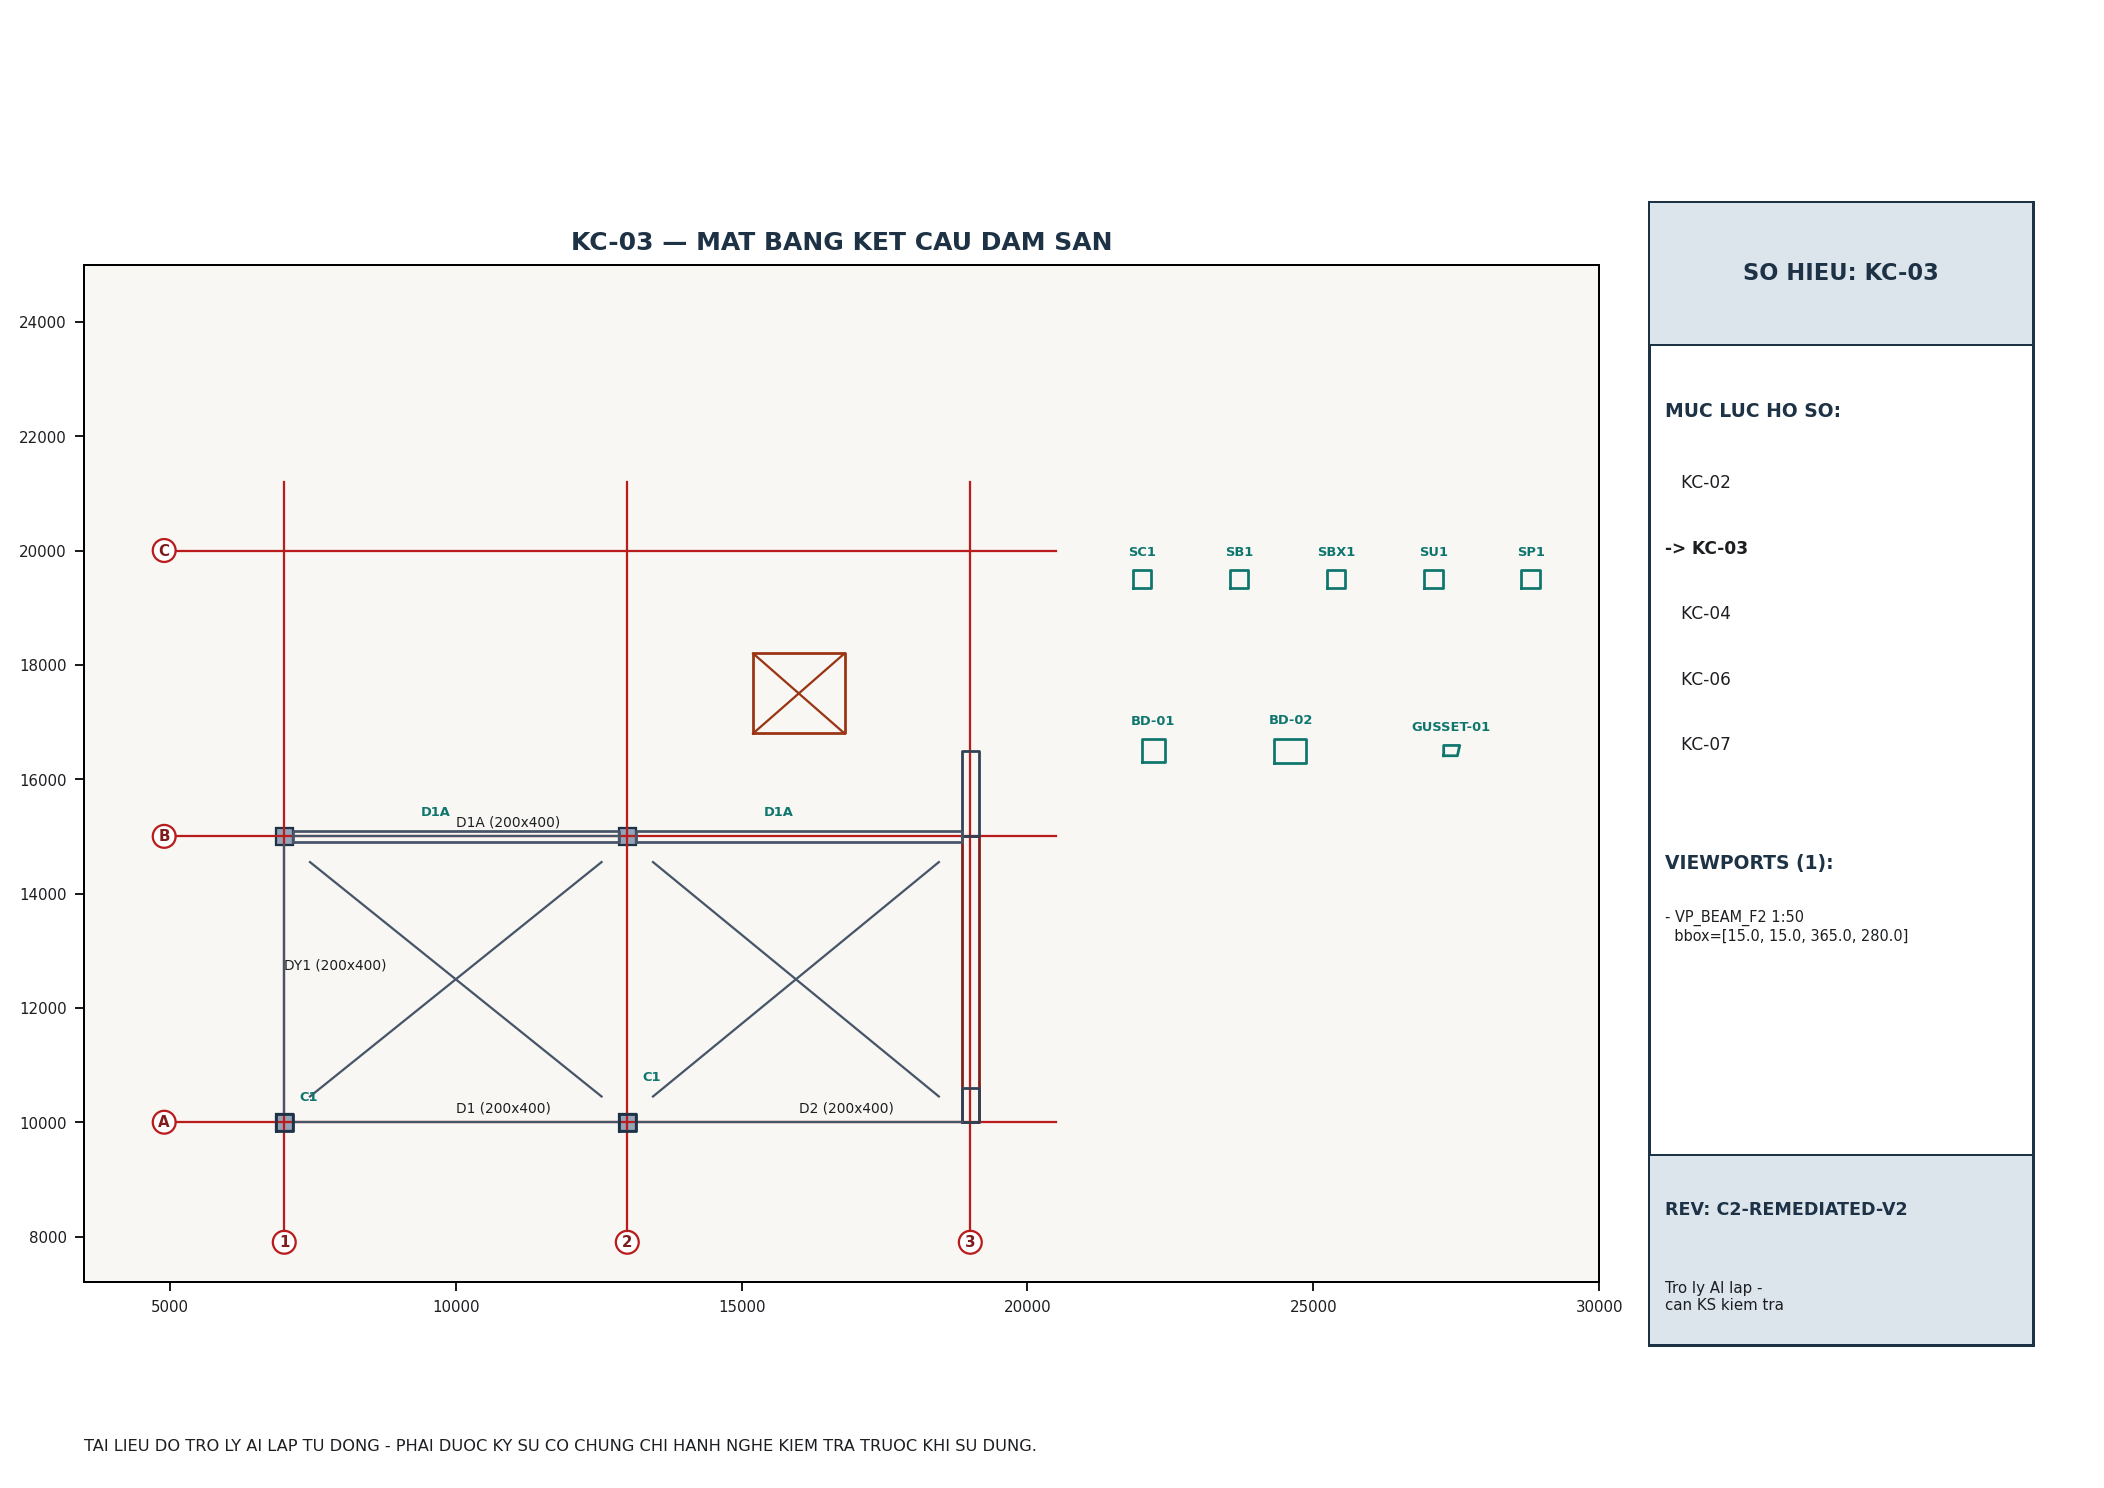 KC-03 — MAT BANG KET CAU DAM SAN
24000
22000
20000
18000
16000
14000
12000
10000
8000
C
B
A
SC1
SB1
SBX1
SU1
SP1
BD-01
BD-02
GUSSET-01
D1A
D1A (200x400)
D1A
DY1 (200x400)
C1
C1
D1 (200x400)
D2 (200x400)
1
2
3
5000
10000
15000
20000
25000
30000
SO HIEU: KC-03
MUC LUC HO SO:
KC-02
-> KC-03
KC-04
KC-06
KC-07
VIEWPORTS (1):
- VP_BEAM_F2 1:50
bbox=[15.0, 15.0, 365.0, 280.0]
REV: C2-REMEDIATED-V2
Tro ly AI lap -
can KS kiem tra
TAI LIEU DO TRO LY AI LAP TU DONG - PHAI DUOC KY SU CO CHUNG CHI HANH NGHE KIEM TRA TRUOC KHI SU DUNG.